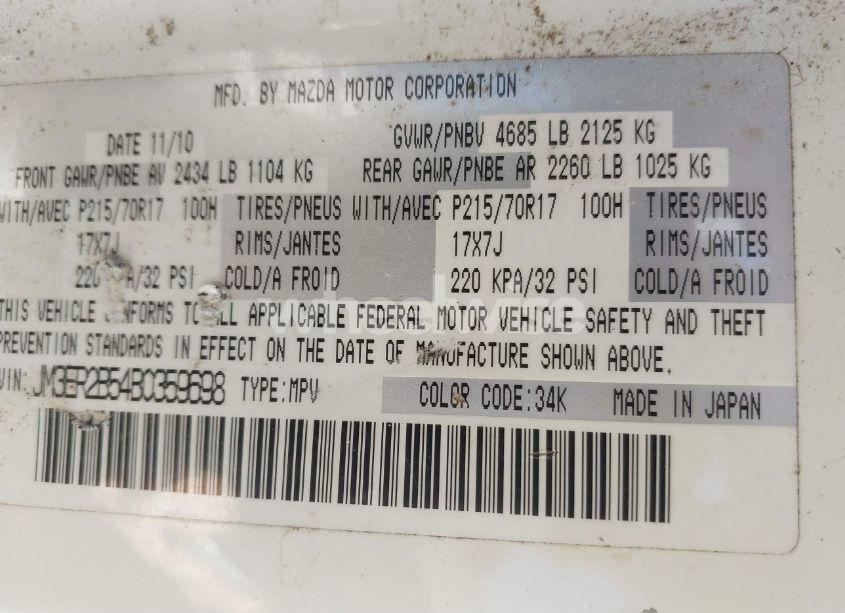 MFD. BY MAZDA MOTOR CORPORATION
DATE 11/10 GVWR/PNBV 4685 LB 2125 KG
FRONT GAWR/PNBE AV 2434 LB 1104 KG REAR GAWR/PNBE AR 2260 LB 1025 KG
WITH/AVEC P215/70R17 100H TIRES/PNEUS WITH/AVEC P215/70R17 100H TIRES/PNEUS
17X7J RIMS/JANTES 17X7J RIMS/JANTES
220 KPA/32 PSI COLD/A FROID 220 KPA/32 PSI COLD/A FROID
THIS VEHICLE CONFORMS TO ALL APPLICABLE FEDERAL MOTOR VEHICLE SAFETY AND THEFT
PREVENTION STANDARDS IN EFFECT ON THE DATE OF MANUFACTURE SHOWN ABOVE.
VIN: JM3ER2B54B0359698 TYPE:MPV COLOR CODE:34K MADE IN JAPAN
wheelwire